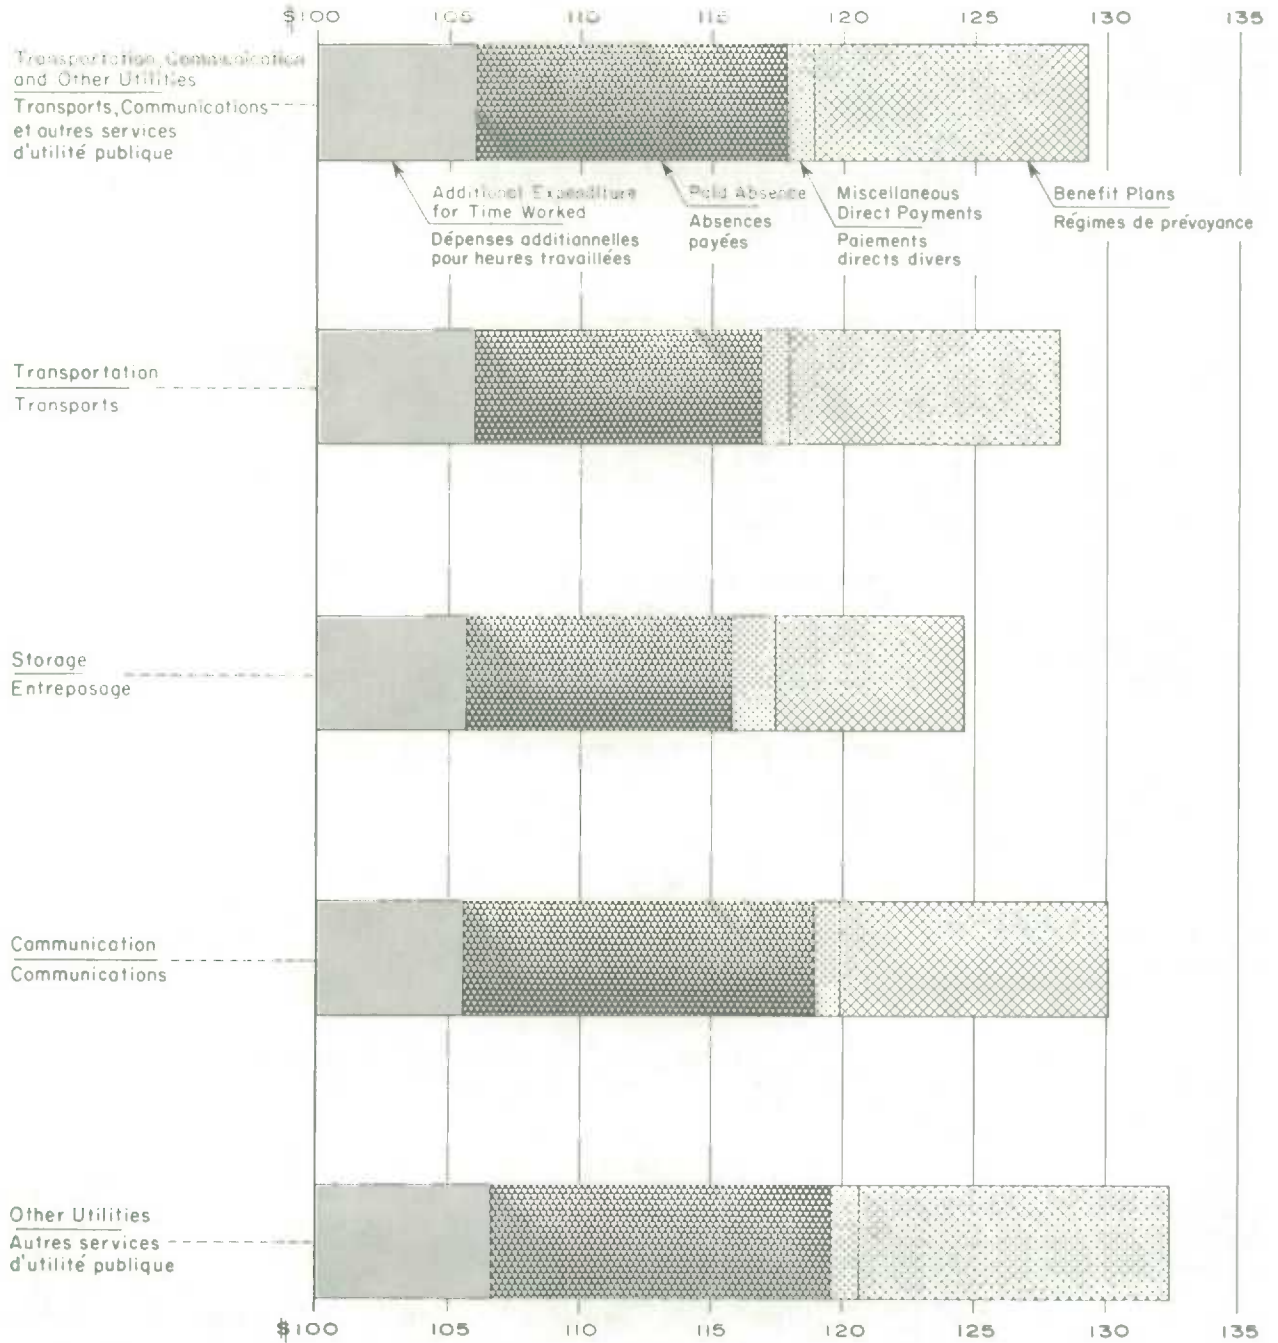 $100 105 110 115 120 125 130 135
Transportation, Communication
and Other Utilities
Transports, Communications
et autres services
d'utilité publique
Additional Expenditure
for Time Worked
Dépenses additionnelles
pour heures travaillées
Paid Absence
Absences
payées
Miscellaneous
Direct Payments
Paiements
directs divers
Benefit Plans
Régimes de prévoyance
Transportation
Transports
Storage
Entreposage
Communication
Communications
Other Utilities
Autres services
d'utilité publique
$100 105 110 115 120 125 130 135